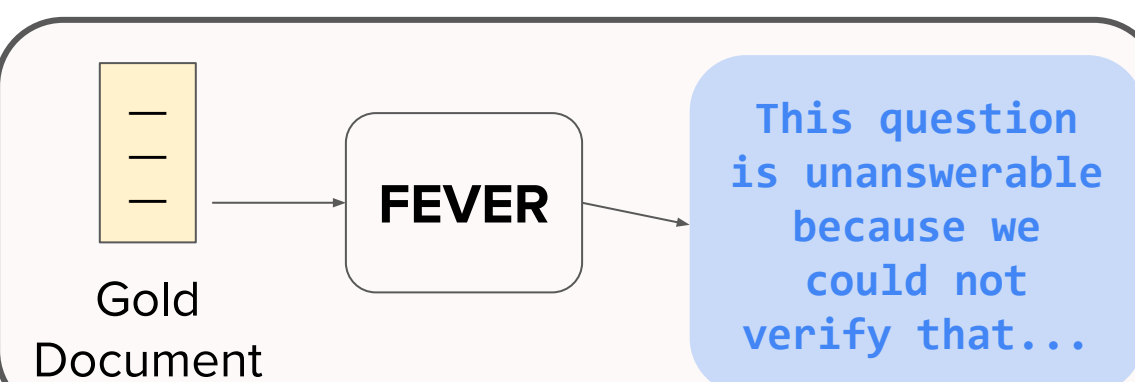 Gold
Document
FEVER
This question
is unanswerable
because we
could not
verify that...